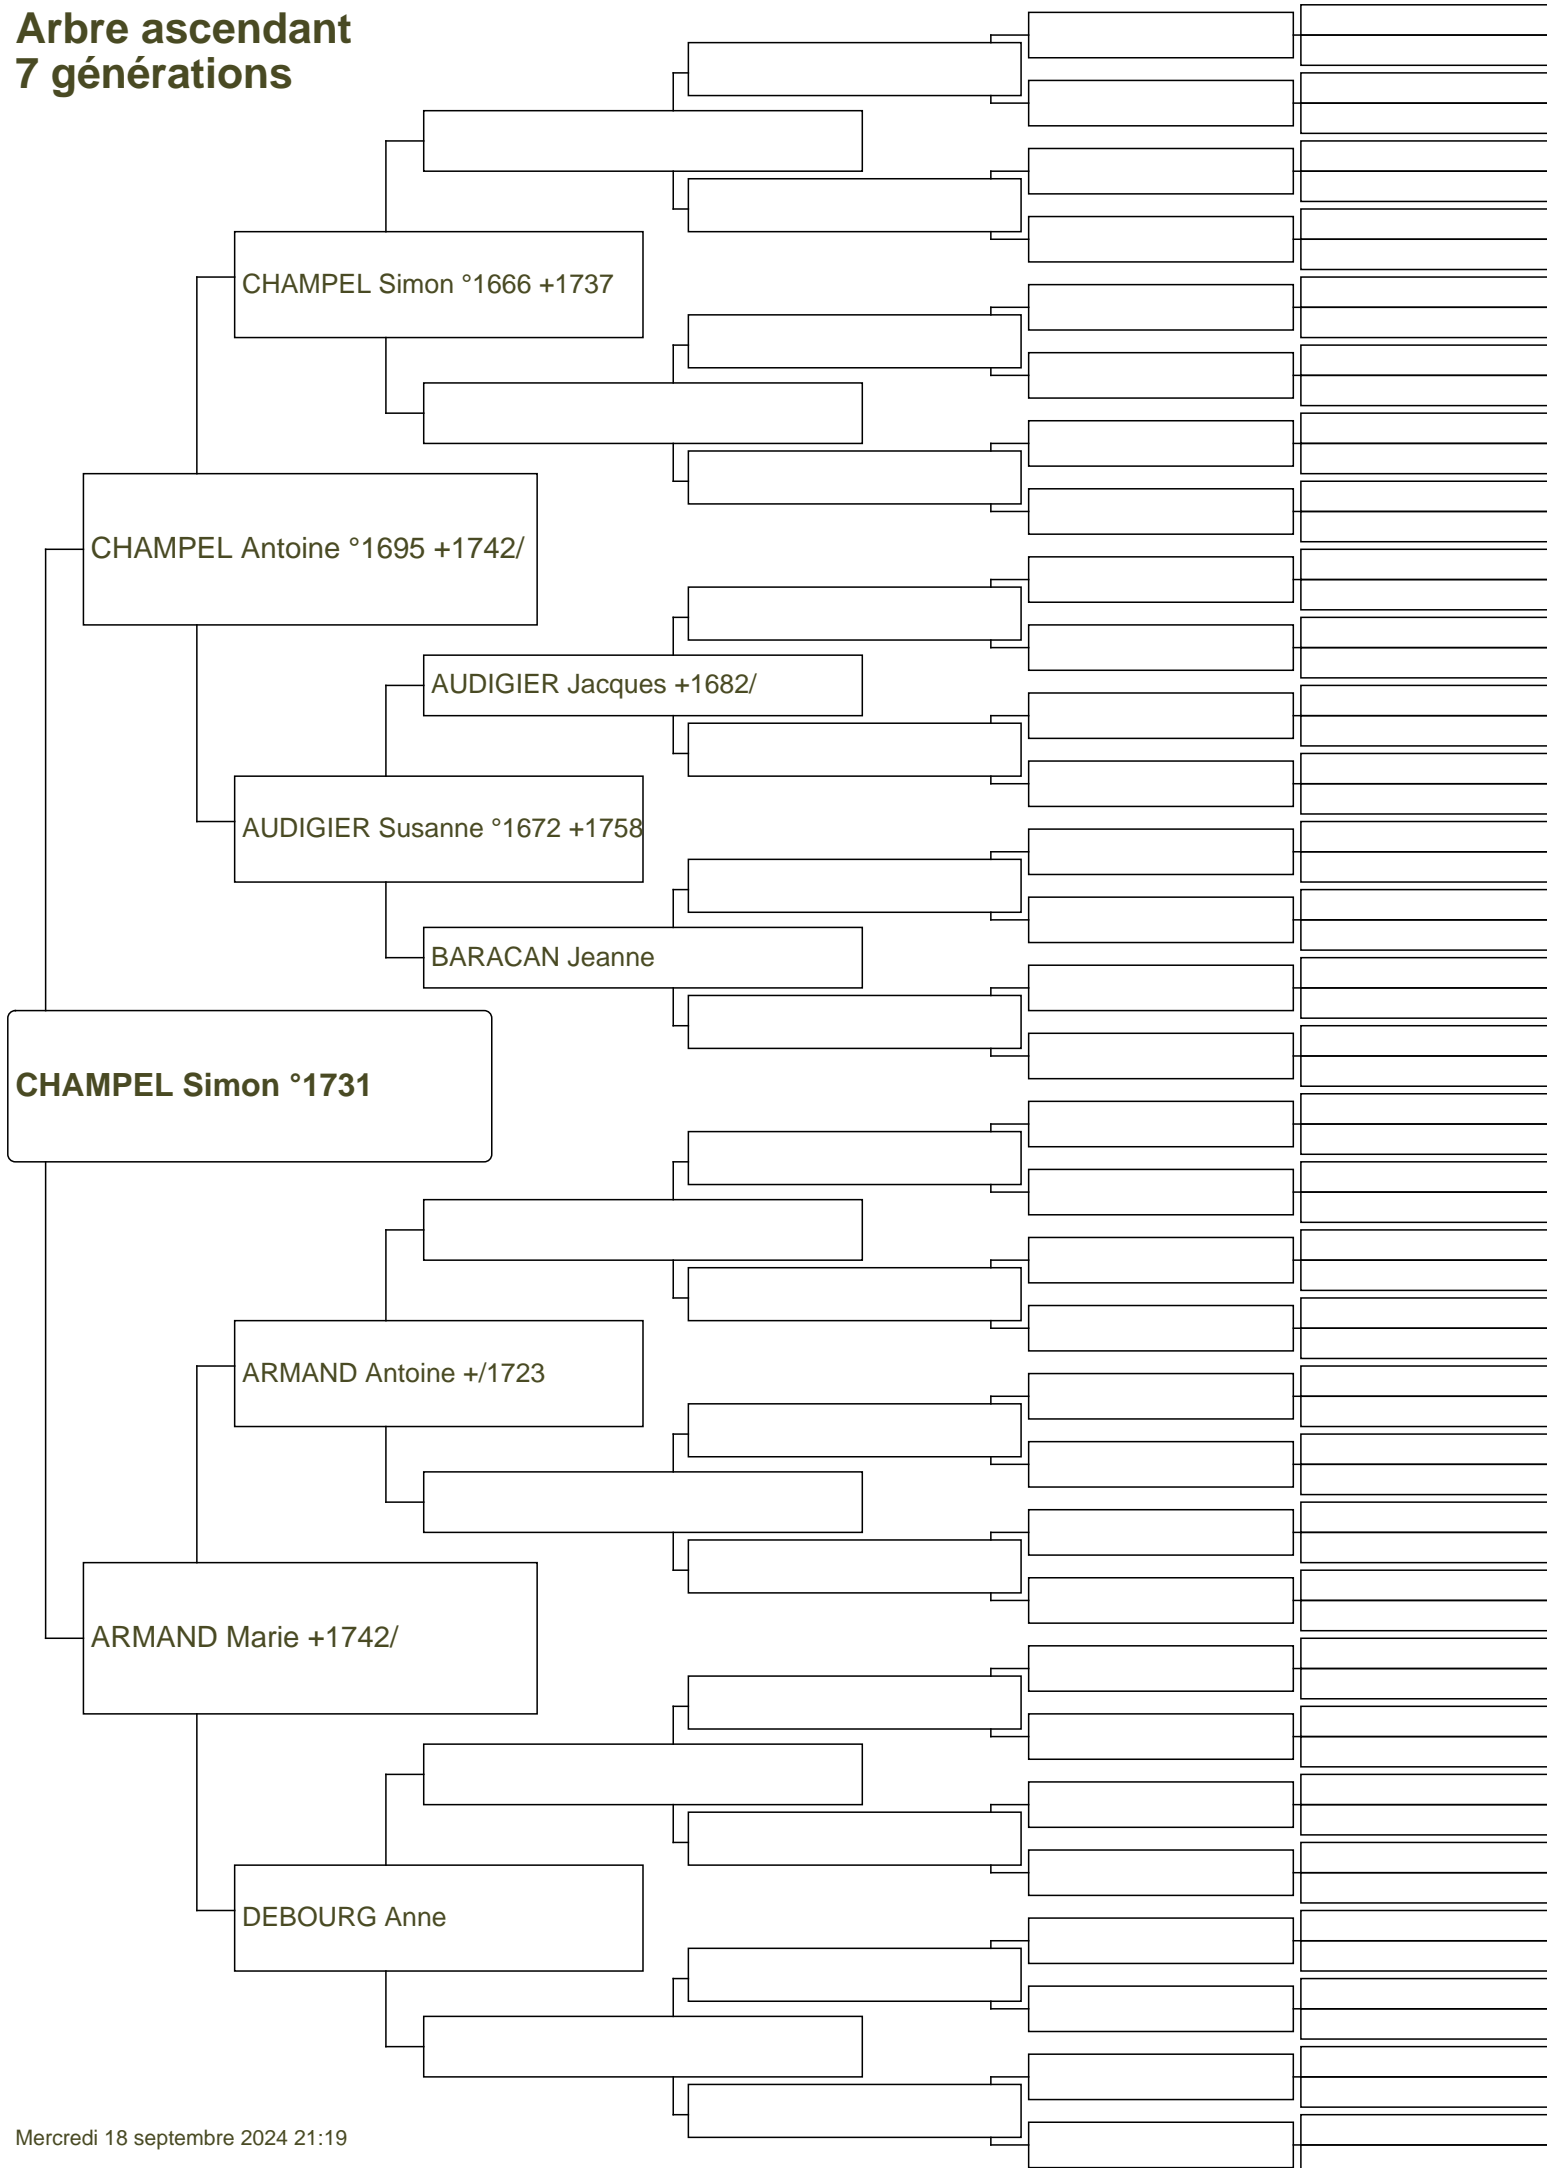 Arbre ascendant
7 générations
CHAMPEL Simon °1666 +1737
CHAMPEL Antoine °1695 +1742/
AUDIGIER Jacques +1682/
AUDIGIER Susanne °1672 +1758
BARACAN Jeanne
CHAMPEL Simon °1731
ARMAND Antoine +/1723
ARMAND Marie +1742/
DEBOURG Anne
Mercredi 18 septembre 2024 21:19